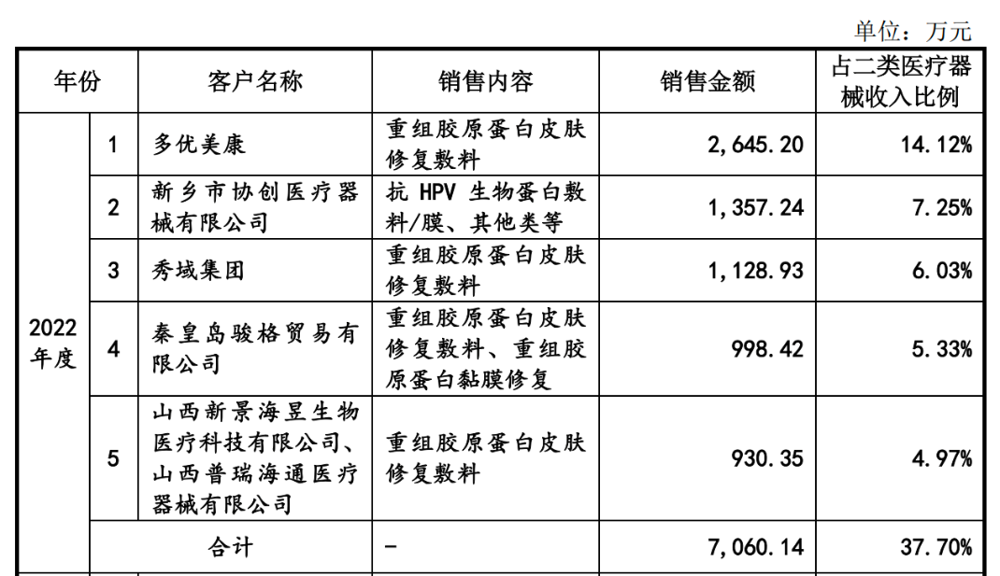 单位：万元
年份 客户名称 销售内容 销售金额 占二类医疗器
械收入比例
2022
年度
1 多优美康 重组胶原蛋白皮肤
修复敷料 2,645.20 14.12%
2 新乡市协创医疗器
械有限公司 抗 HPV 生物蛋白敷
料/膜、其他类等 1,357.24 7.25%
3 秀域集团 重组胶原蛋白皮肤
修复敷料 1,128.93 6.03%
4 秦皇岛骏格贸易有
限公司 重组胶原蛋白皮肤
修复敷料、重组胶
原蛋白黏膜修复 998.42 5.33%
5 山西新景海昱生物
医疗科技有限公司、
山西普瑞海通医疗
器械有限公司 重组胶原蛋白皮肤
修复敷料 930.35 4.97%
合计 - 7,060.14 37.70%